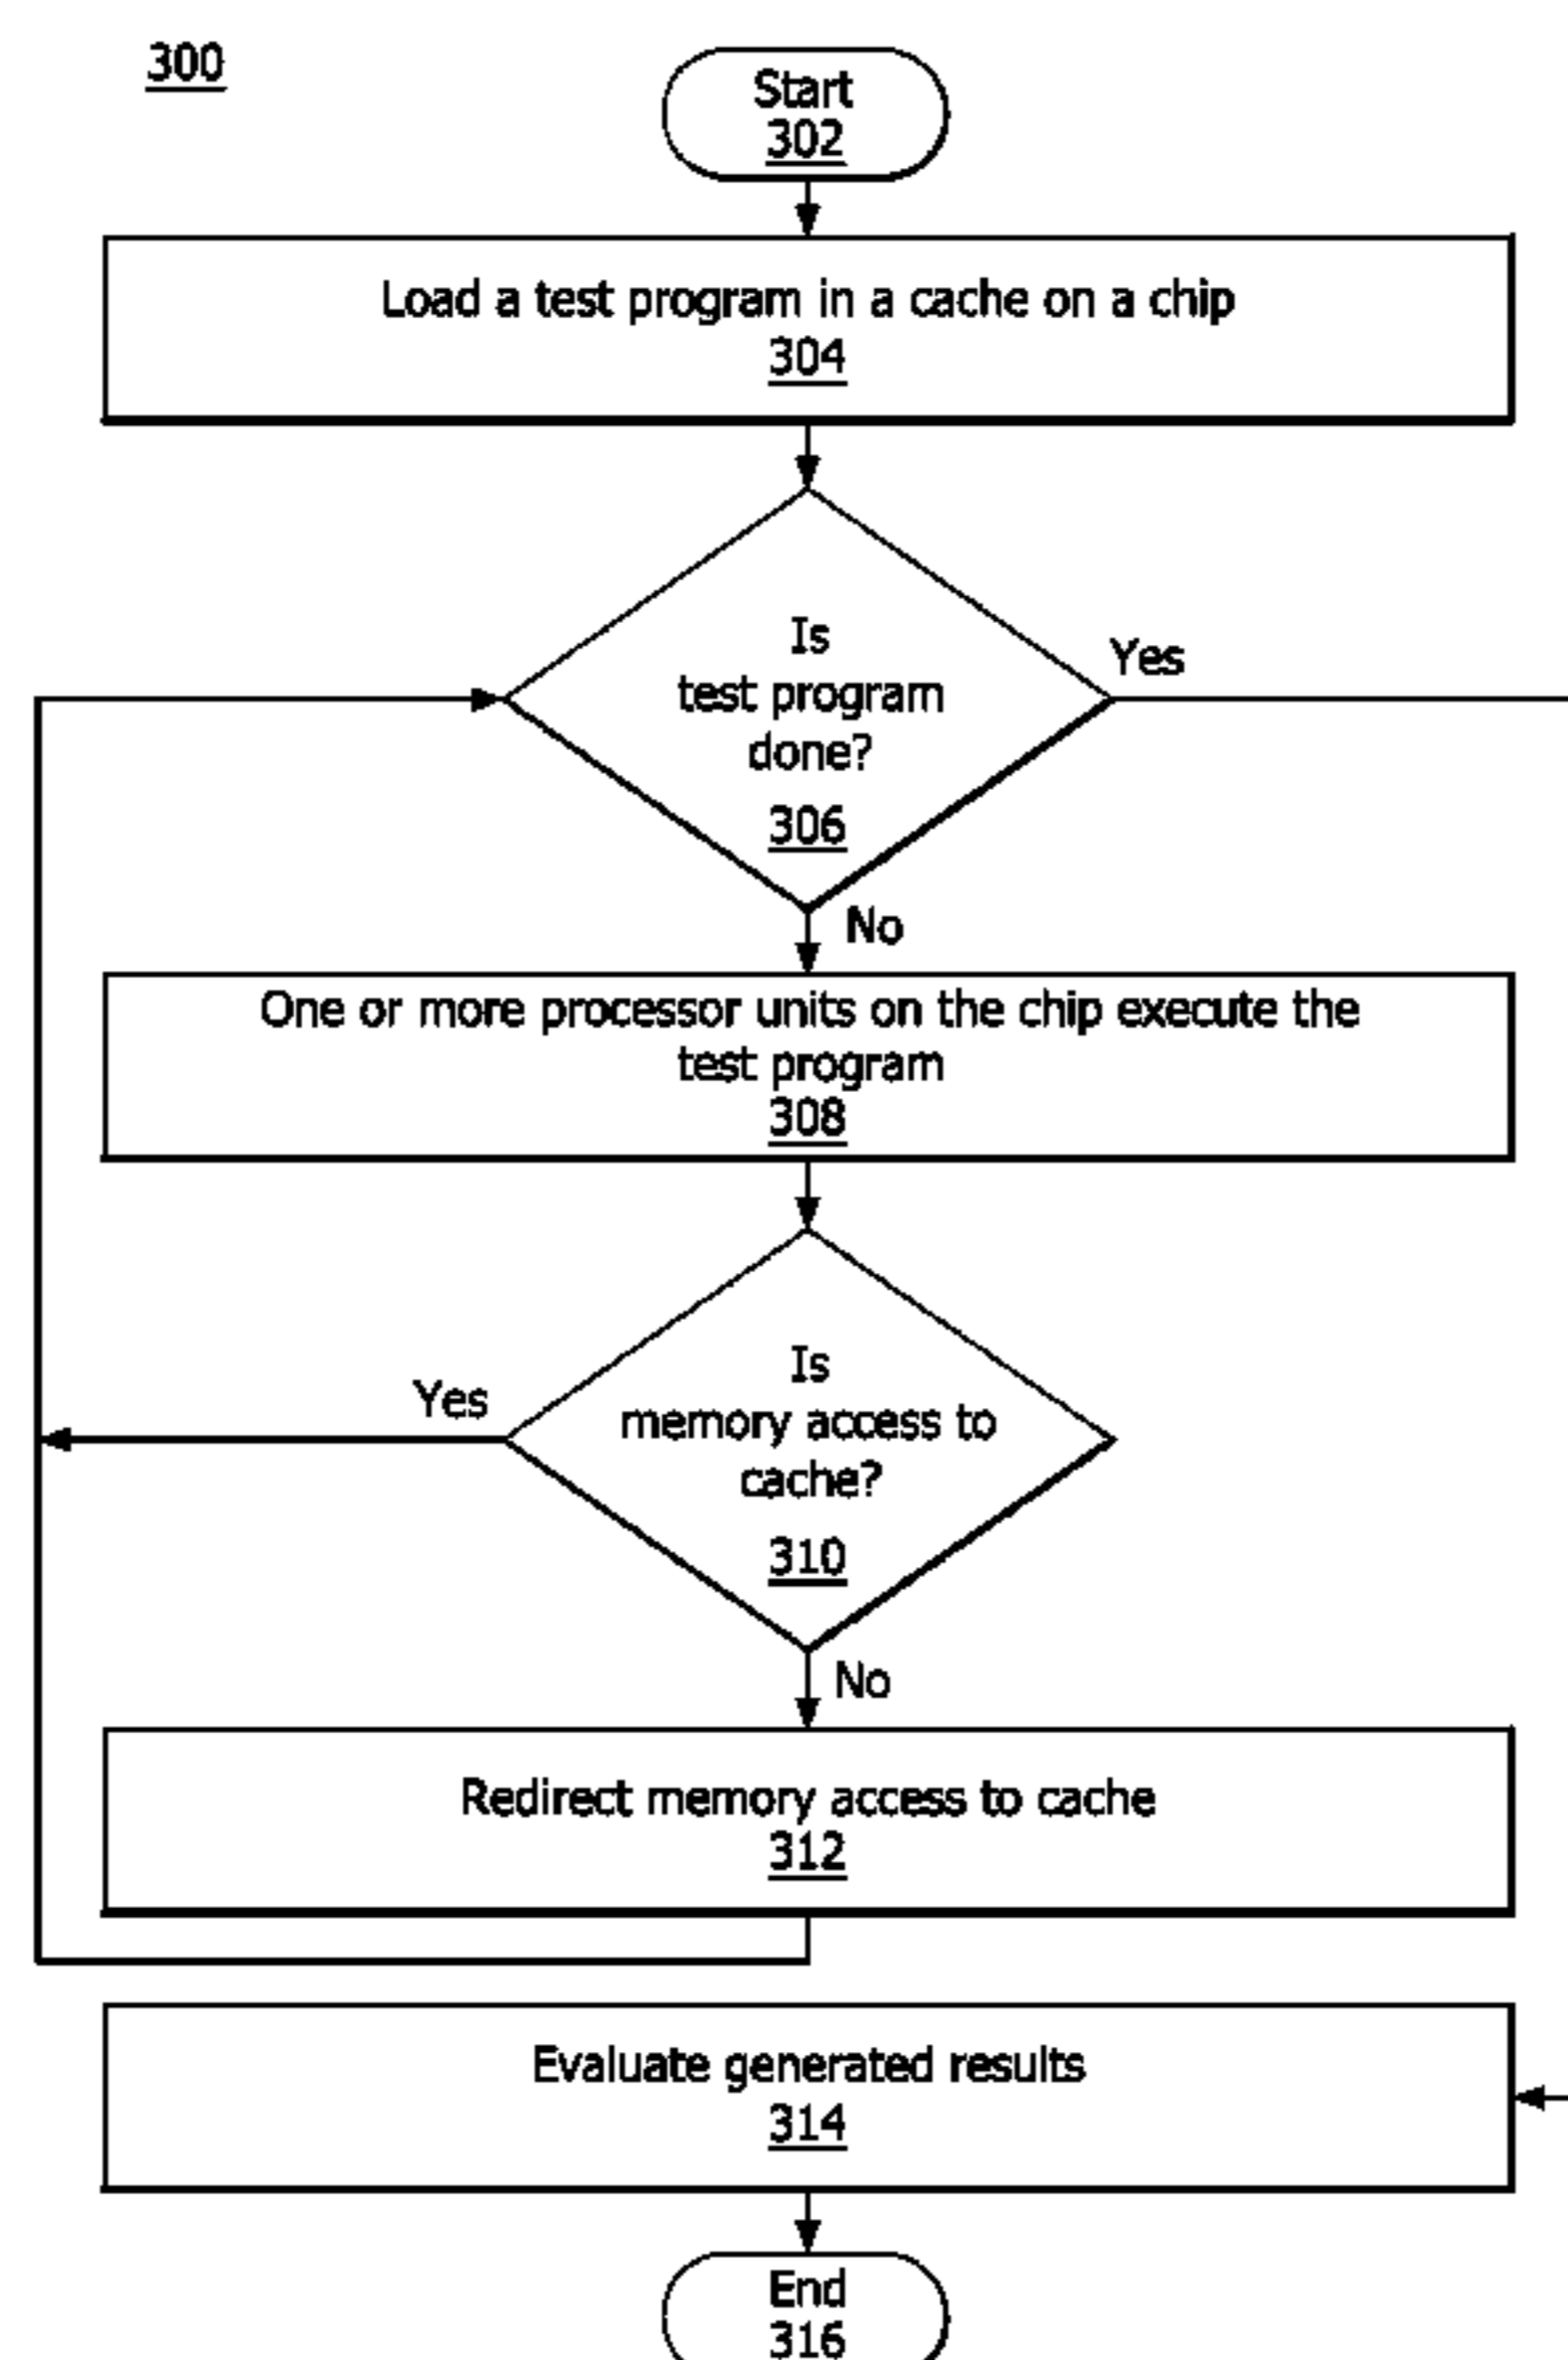 300
Start
302
Load a test program in a cache on a chip
304
Is
test program
done?
306
Yes
No
One or more processor units on the chip execute the
test program
308
Is
memory access to
cache?
310
Yes
No
Redirect memory access to cache
312
Evaluate generated results
314
End
316